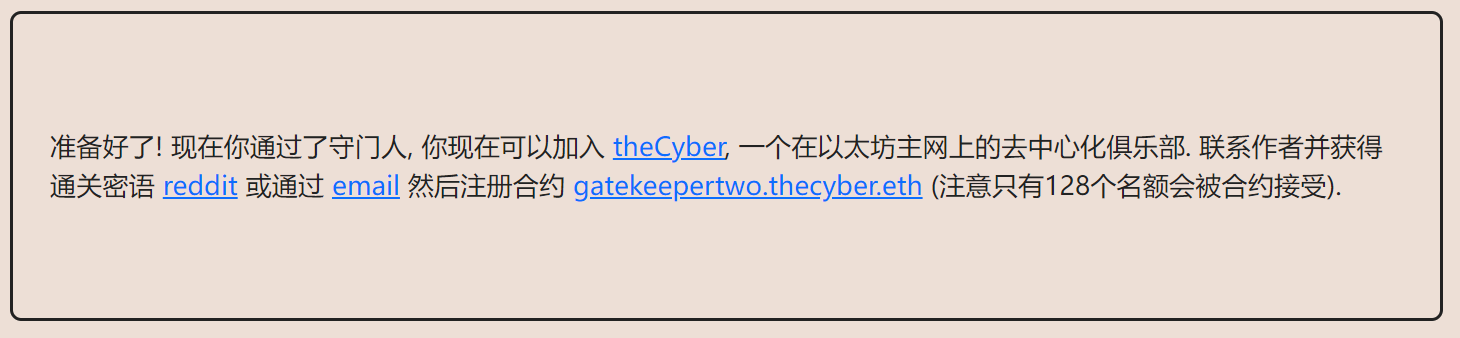 准备好了! 现在你通过了守门人, 你现在可以加入 theCyber, 一个在以太坊主网上的去中心化俱乐部. 联系作者并获得
通关密语 reddit 或通过 email 然后注册合约 gatekeepertwo.thecyber.eth (注意只有128个名额会被合约接受).